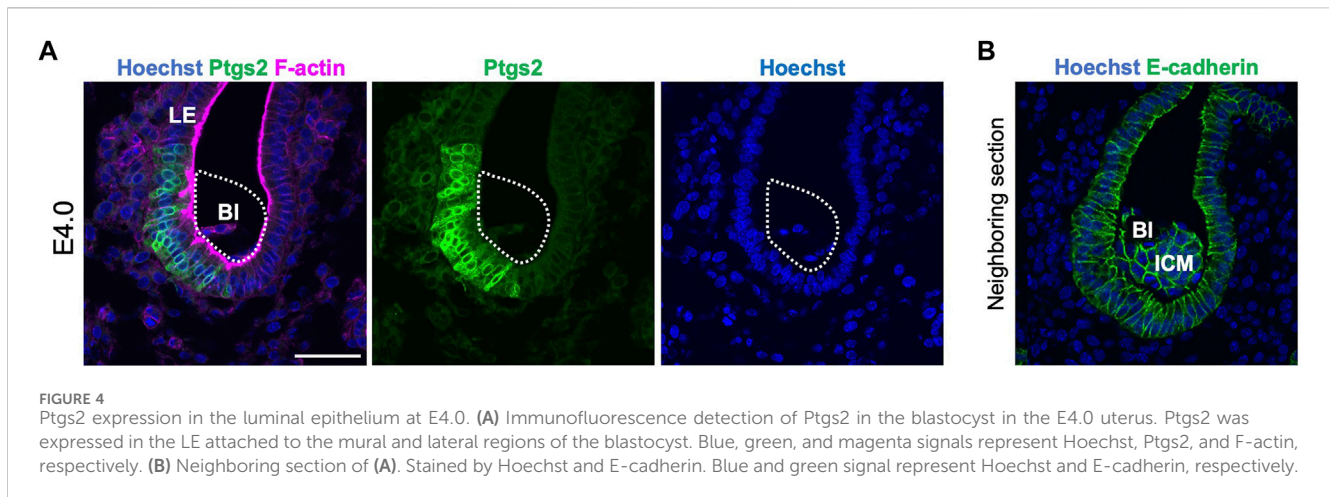 A
B
Hoechst Ptgs2 F-actin
Ptgs2
Hoechst
Hoechst E-cadherin
E4.0
LE
Bl
Neighboring section
Bl
ICM
FIGURE 4
Ptgs2 expression in the luminal epithelium at E4.0. (A) Immunofluorescence detection of Ptgs2 in the blastocyst in the E4.0 uterus. Ptgs2 was
expressed in the LE attached to the mural and lateral regions of the blastocyst. Blue, green, and magenta signals represent Hoechst, Ptgs2, and F-actin,
respectively. (B) Neighboring section of (A). Stained by Hoechst and E-cadherin. Blue and green signal represent Hoechst and E-cadherin, respectively.